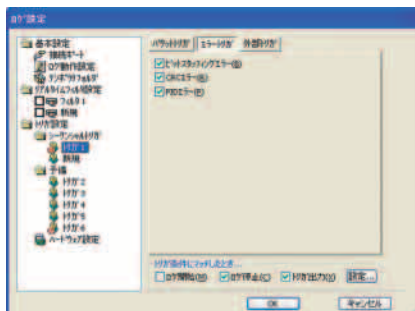 ログ設定
基本設定
接続ポート
ログ動作設定
テンポラリフォルダ
リアルタイムフィルタ設定
フィルタ1
新規
トリガ設定
シーケンシャルトリガ
トリガ1
新規
予備
トリガ2
トリガ3
トリガ4
トリガ5
トリガ6
ハードウェア設定
パケットトリガ エラートリガ 外部トリガ
ビットスタッフィングエラー(B)
CRCエラー(R)
PIDエラー(P)
トリガ条件にマッチしたとき...
ログ開始(M) ログ停止(C) トリガ出力(O) 設定...
OK キャンセル